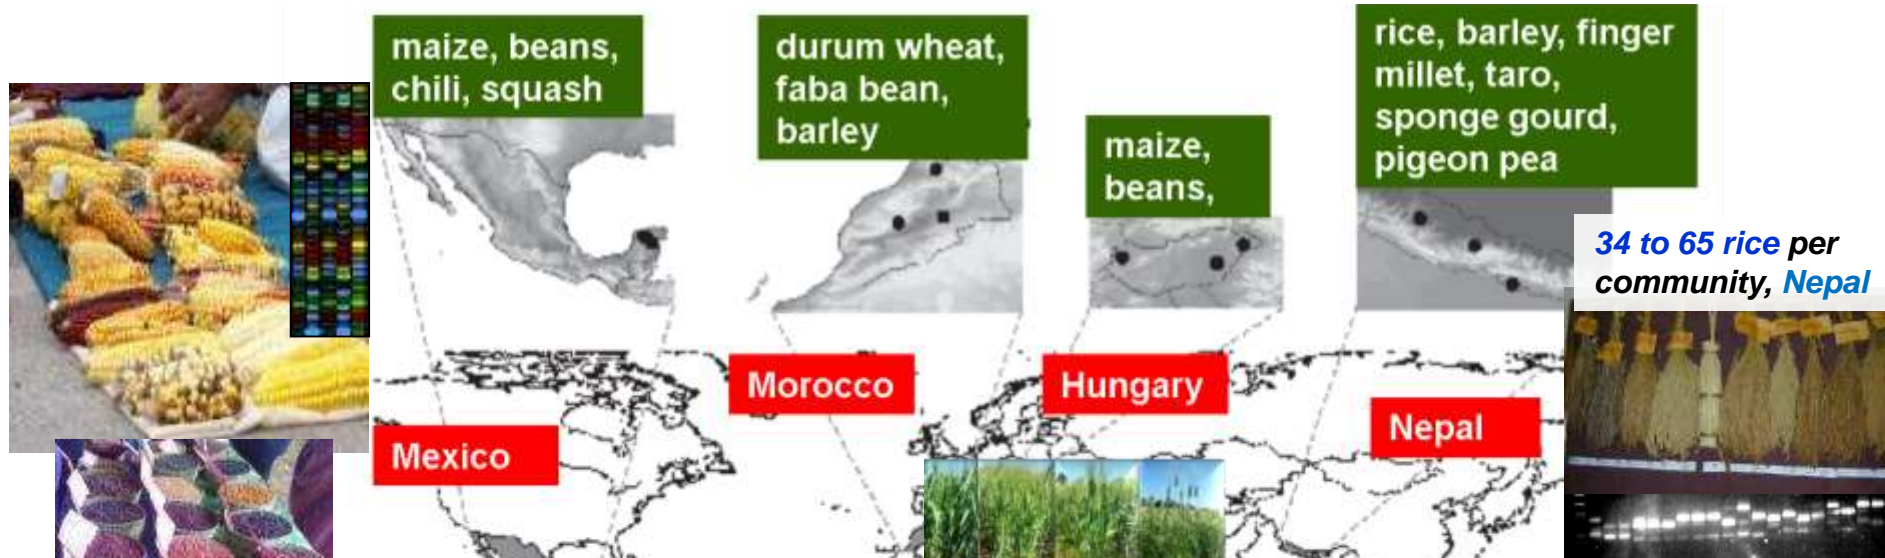 maize, beans,
chili, squash
durum wheat,
faba bean,
barley
maize,
beans,
rice, barley, finger
millet, taro,
sponge gourd,
pigeon pea
34 to 65 rice per
community, Nepal
Morocco
Hungary
Nepal
Mexico